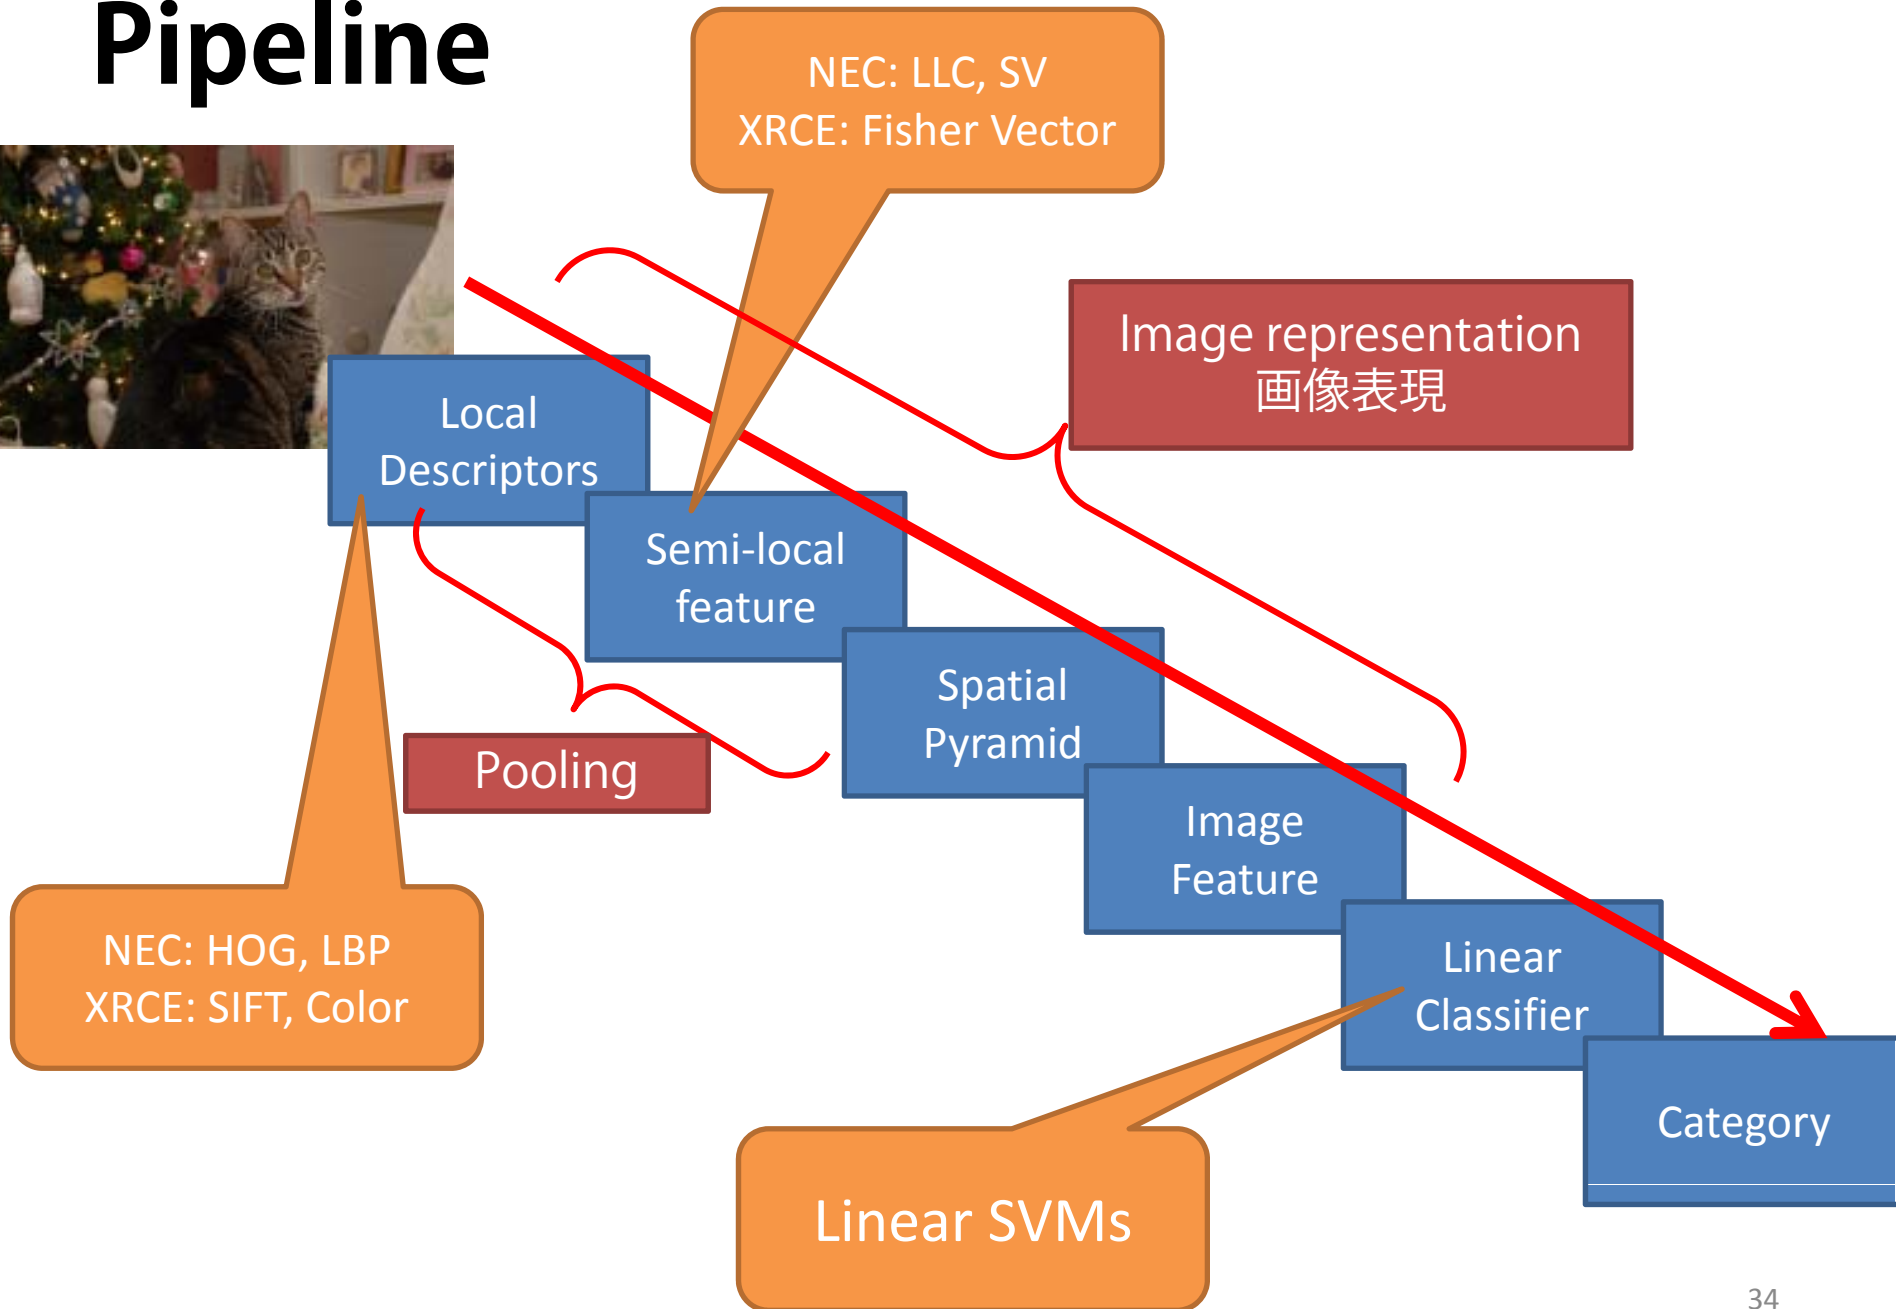 Pipeline
NEC: LLC, SV
XRCE: Fisher Vector
Image representation
画像表現
Local
Descriptors
Semi-local
feature
Spatial
Pyramid
Pooling
Image
Feature
NEC: HOG, LBP
XRCE: SIFT, Color
Linear
Classifier
Category
Linear SVMs
34